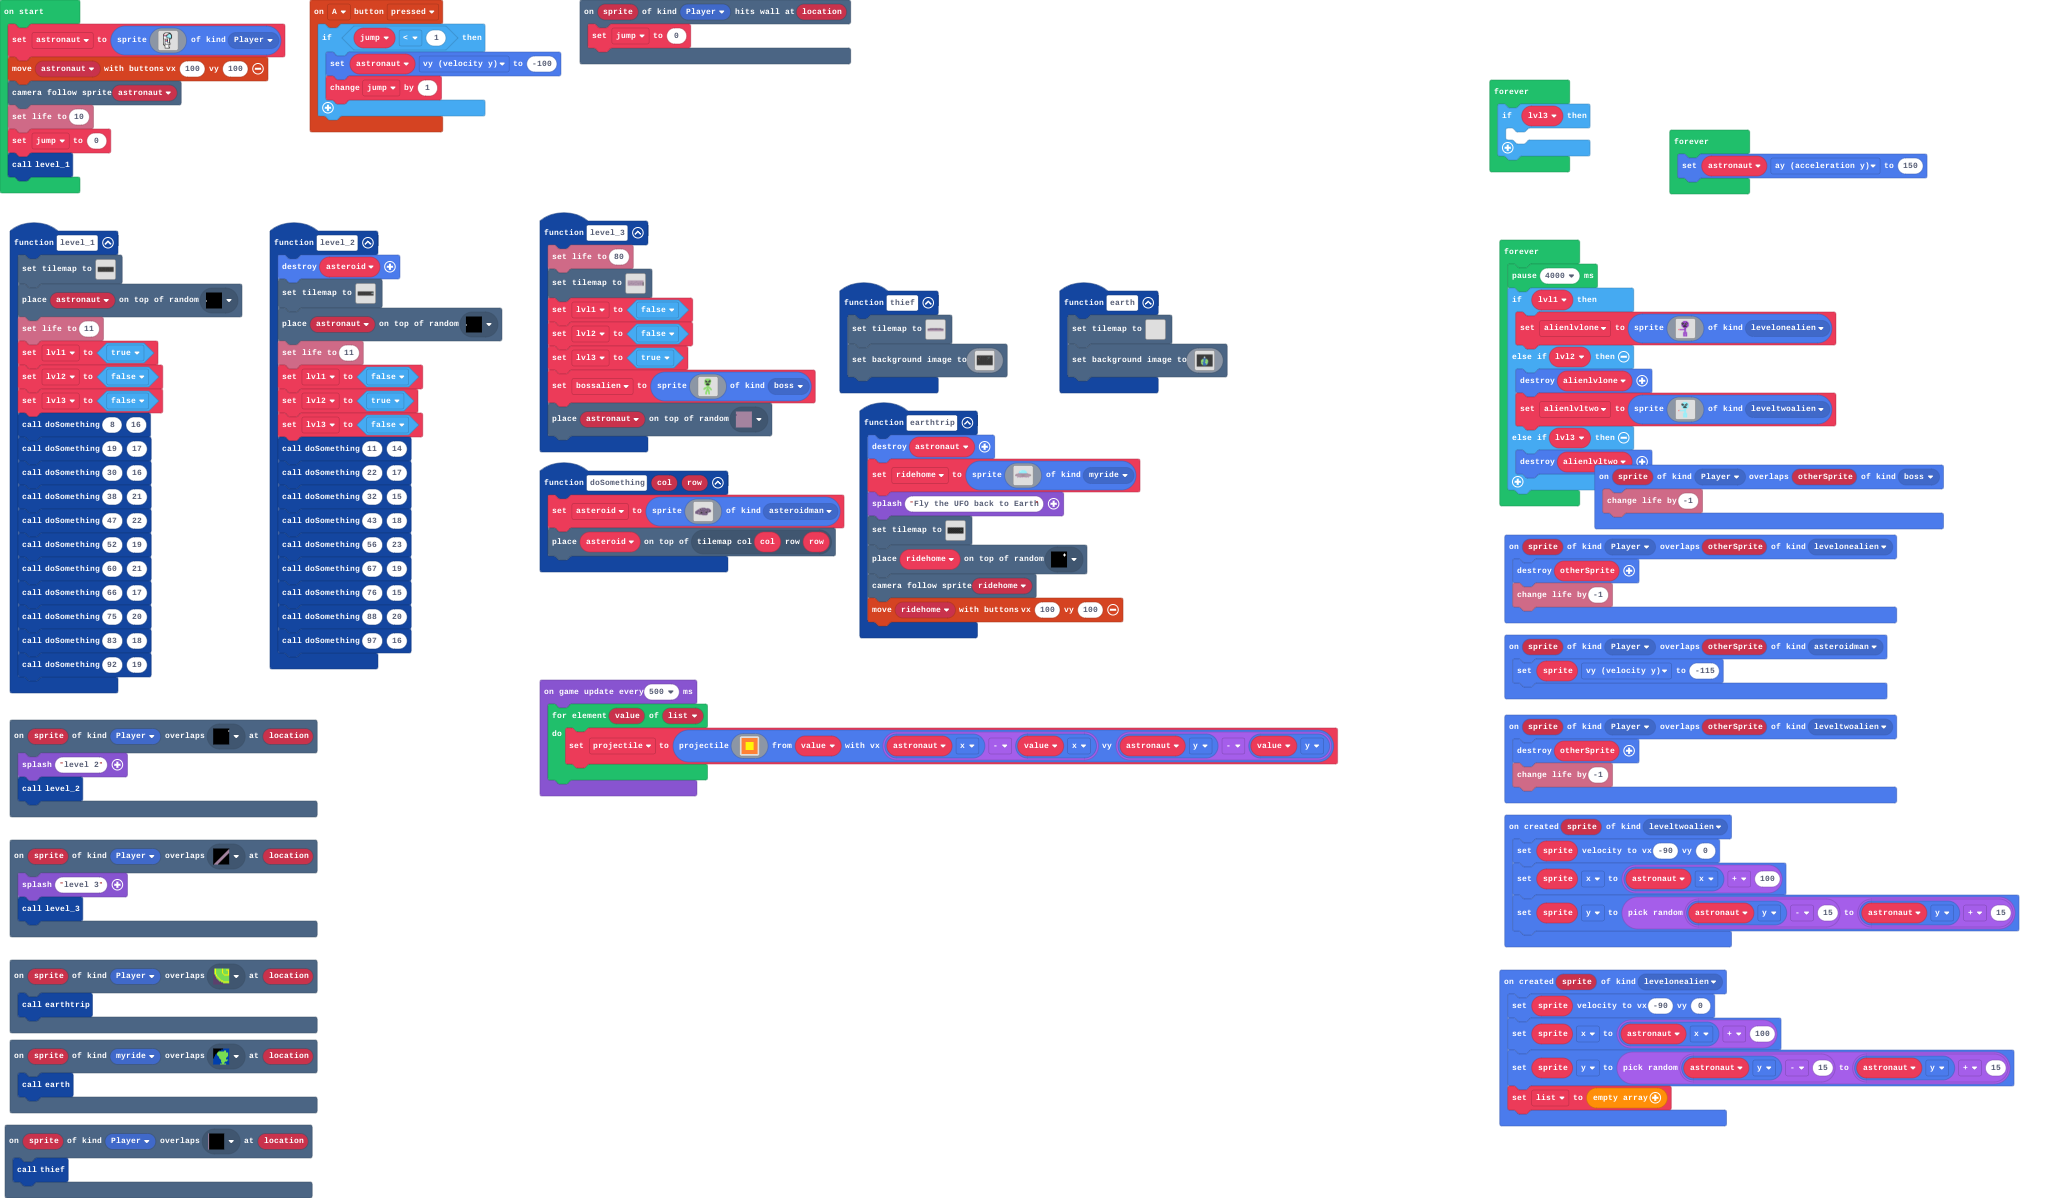 on start
set astronaut to sprite of kind Player
move astronaut with buttons vx 100 vy 100
camera follow sprite astronaut
set life to 10
set jump to 0
call level_1
on A button pressed
if jump < 1 then
set astronaut vy (velocity y) to -100
change jump by 1
on sprite of kind Player hits wall at location
set jump to 0
forever
if lvl3 then
forever
set astronaut ay (acceleration y) to 150
function level_1
set tilemap to
place astronaut on top of random
set life to 11
set lvl1 to true
set lvl2 to false
set lvl3 to false
call doSomething 8 16
call doSomething 19 17
call doSomething 30 16
call doSomething 38 21
call doSomething 47 22
call doSomething 52 19
call doSomething 60 21
call doSomething 66 17
call doSomething 75 20
call doSomething 83 18
call doSomething 92 19
function level_2
destroy asteroid
set tilemap to
place astronaut on top of random
set life to 11
set lvl1 to false
set lvl2 to true
set lvl3 to false
call doSomething 11 14
call doSomething 22 17
call doSomething 32 15
call doSomething 43 18
call doSomething 56 23
call doSomething 67 19
call doSomething 76 15
call doSomething 88 20
call doSomething 97 16
function level_3
set life to 80
set tilemap to
set lvl1 to false
set lvl2 to false
set lvl3 to true
set bossalien to sprite of kind boss
place astronaut on top of random
function doSomething col row
set asteroid to sprite of kind asteroidman
place asteroid on top of tilemap col col row row
function thief
set tilemap to
set background image to
function earth
set tilemap to
set background image to
function earthtrip
destroy astronaut
set ridehome to sprite of kind myride
splash "Fly the UFO back to Earth
set tilemap to
place ridehome on top of random
camera follow sprite ridehome
move ridehome with buttons vx 100 vy 100
on game update every 500 ms
for element value of list
do set projectile to projectile from value with vx astronaut x - value x vy astronaut y - value y
on sprite of kind Player overlaps at location
splash "level 2"
call level_2
on sprite of kind Player overlaps at location
splash "level 3"
call level_3
on sprite of kind Player overlaps at location
call earthtrip
on sprite of kind myride overlaps at location
call earth
on sprite of kind Player overlaps at location
call thief
forever
pause 4000 ms
if lvl1 then
set alienlvlone to sprite of kind levelonealien
else if lvl2 then
destroy alienlvlone
set alienlvltwo to sprite of kind leveltwoalien
else if lvl3 then
destroy alienlvltwo
on sprite of kind Player overlaps otherSprite of kind boss
change life by -1
on sprite of kind Player overlaps otherSprite of kind levelonealien
destroy otherSprite
change life by -1
on sprite of kind Player overlaps otherSprite of kind asteroidman
set sprite vy (velocity y) to -115
on sprite of kind Player overlaps otherSprite of kind leveltwoalien
destroy otherSprite
change life by -1
on created sprite of kind leveltwoalien
set sprite velocity to vx -90 vy 0
set sprite x to astronaut x + 100
set sprite y to pick random astronaut y - 15 to astronaut y + 15
on created sprite of kind levelonealien
set sprite velocity to vx -90 vy 0
set sprite x to astronaut x + 100
set sprite y to pick random astronaut y - 15 to astronaut y + 15
set list to empty array